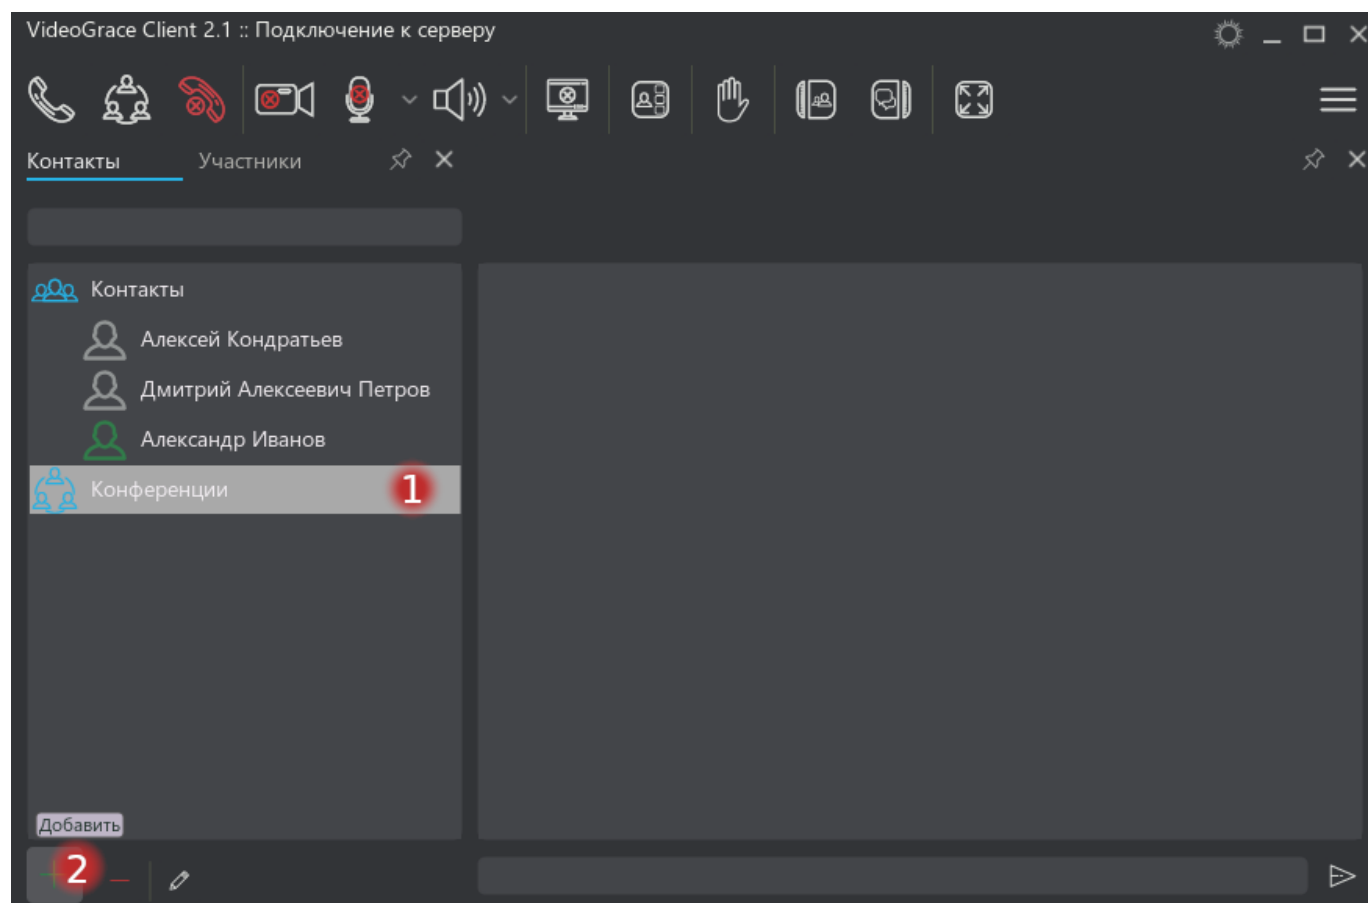 VideoGrace Client 2.1 :: Подключение к серверу
Контакты
Участники
Контакты
Алексей Кондратьев
Дмитрий Алексеевич Петров
Александр Иванов
Конференции 1
Добавить
2